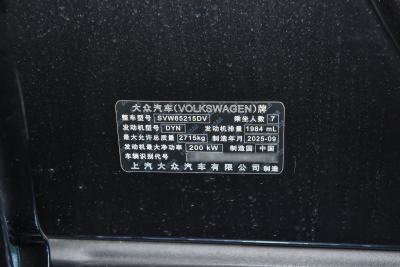 大众汽车(VOLKSWAGEN)牌
整车型号 SVW6521SDV 乘坐人数 7
发动机型号 DYN 发动机排量 1984 mL
最大允许总质量 2715kg 制造年月 2025-09
发动机最大净功率 200 kW 制造国 中国
车辆识别代号
上汽大众汽车有限公司制造